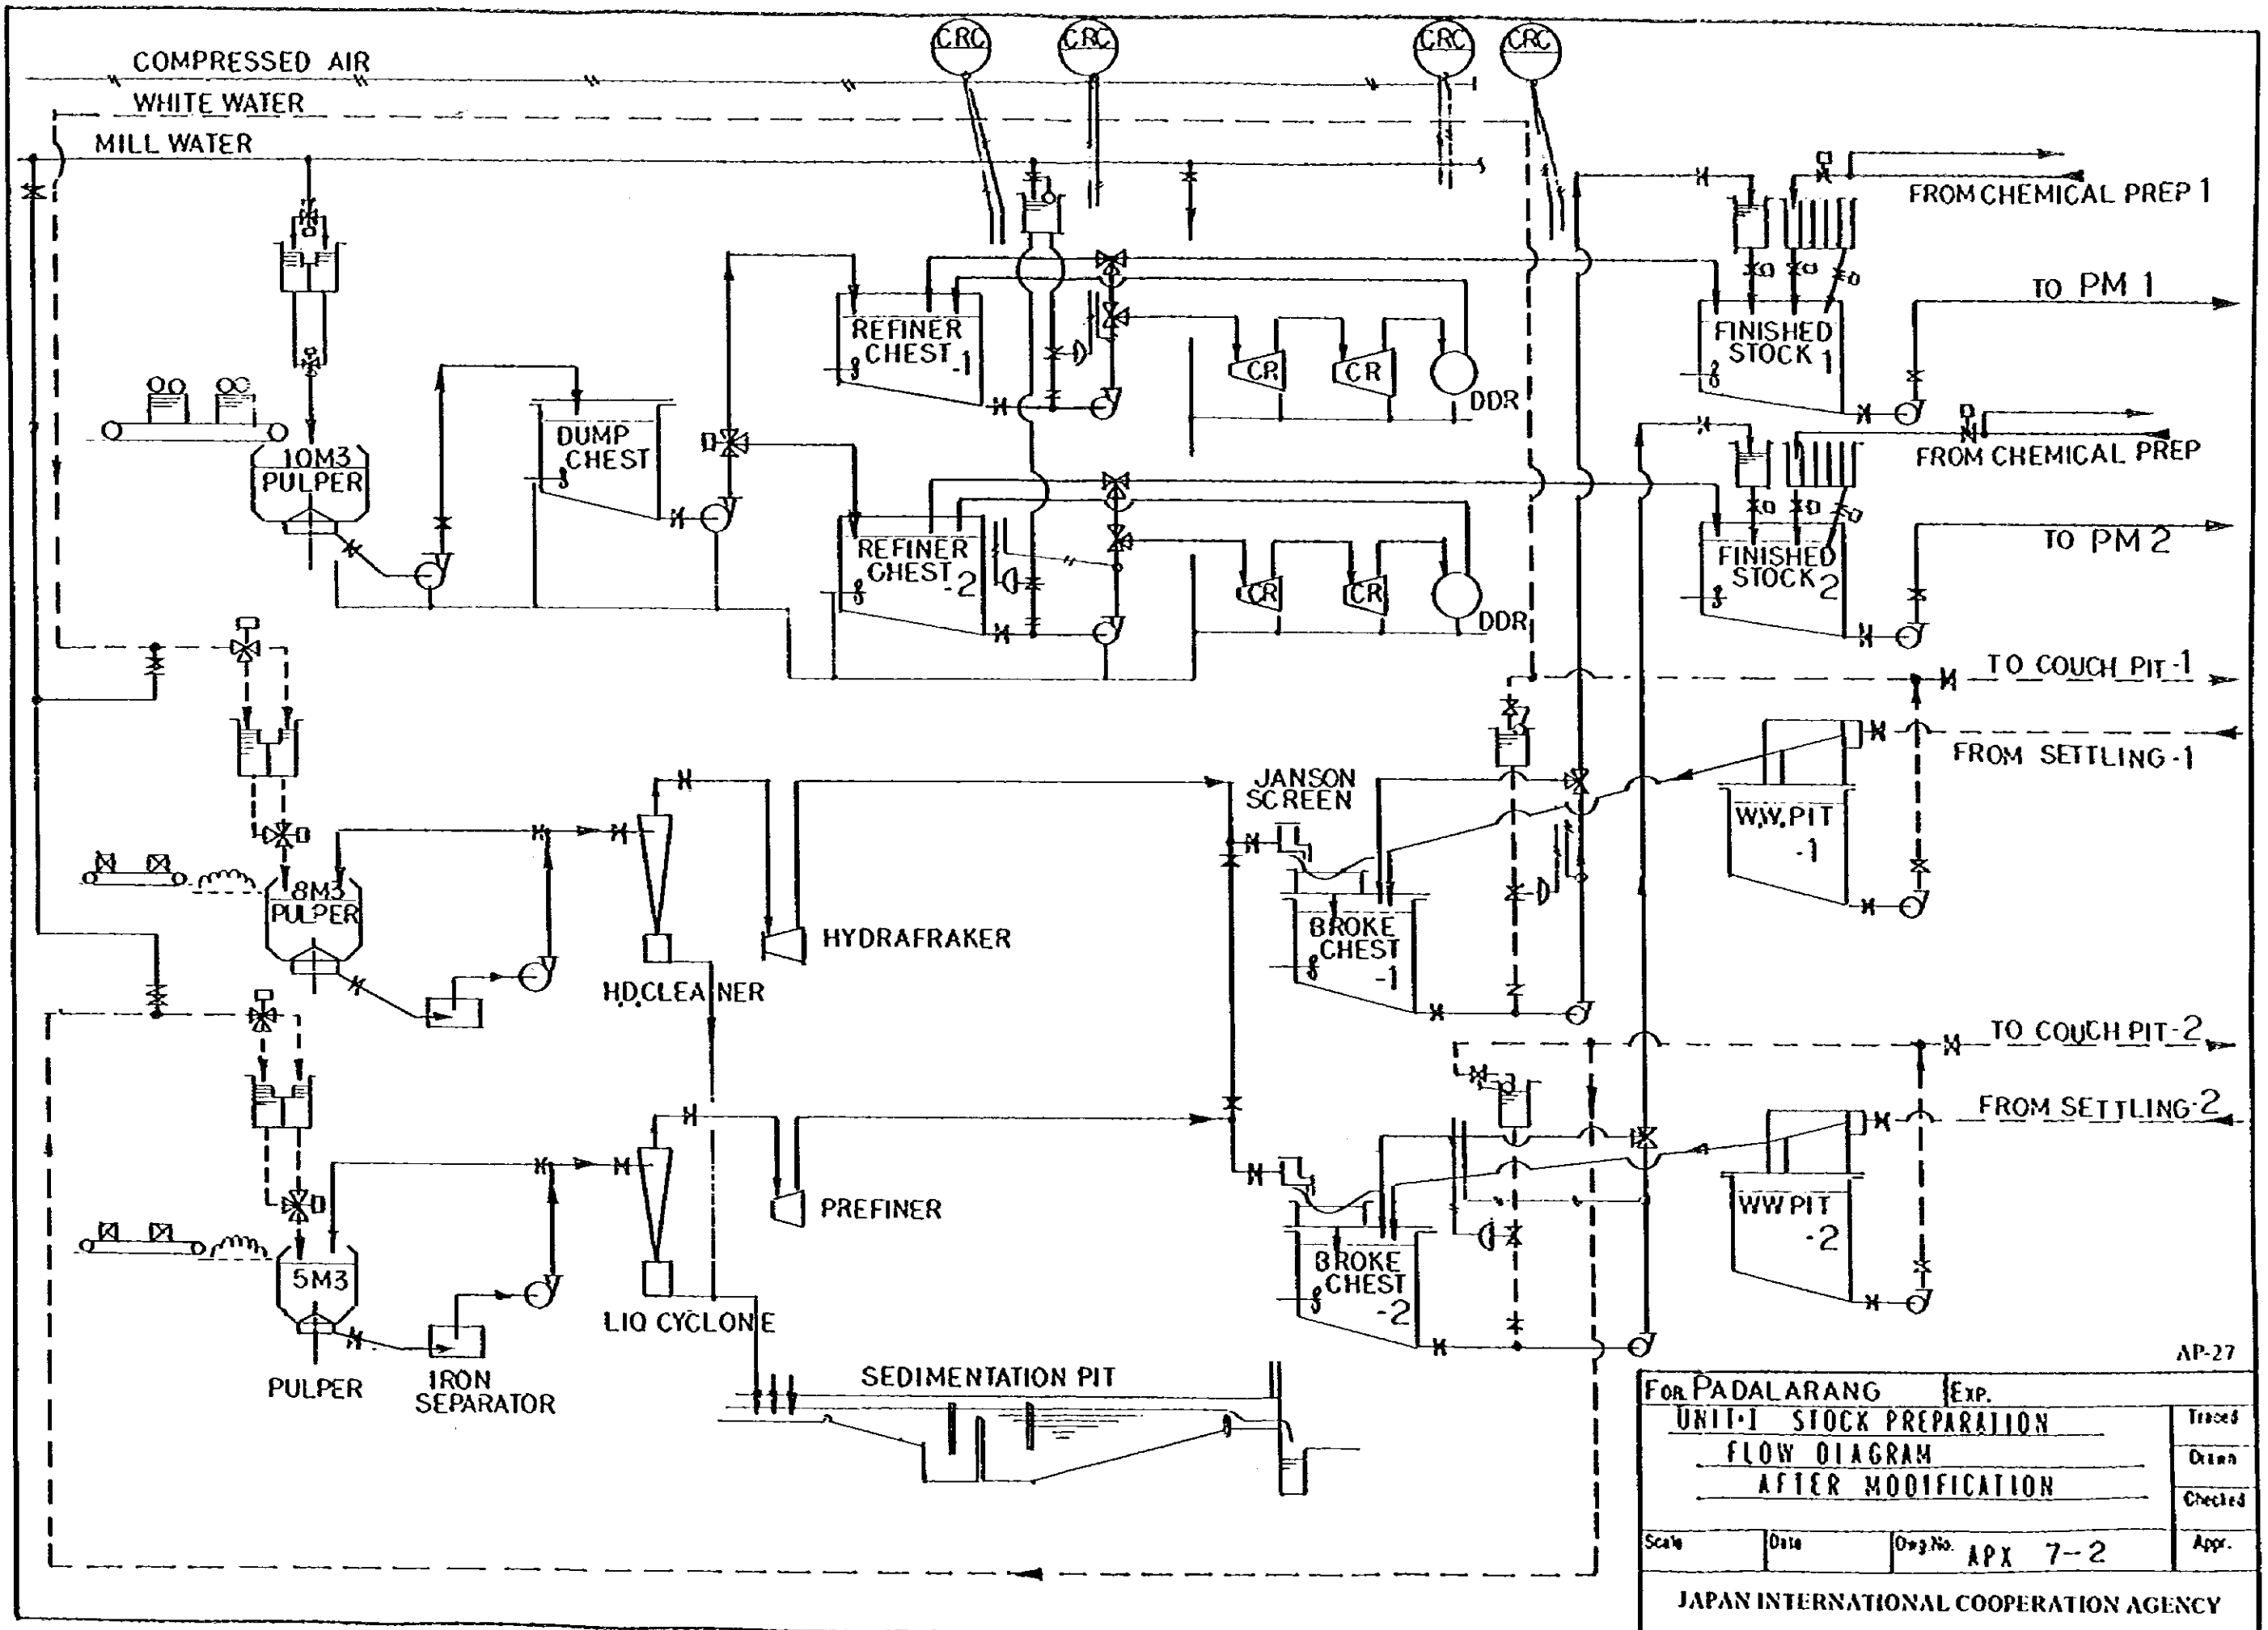 CRC
CRC
CRC
CRC
COMPRESSED AIR
WHITE WATER
MILL WATER
FROM CHEMICAL PREP 1
TO PM 1
REFINER
CHEST
-1
CR
CR
DDR
FINISHED
STOCK
1
10M3
PULPER
DUMP
CHEST
FROM CHEMICAL PREP
REFINER
CHEST
-2
CR
CR
DDR
FINISHED
STOCK
2
TO PM 2
TO COUCH PIT-1
FROM SETTLING-1
JANSON
SCREEN
W.W.PIT
-1
8M3
PULPER
HYDRAFRAKER
BROKE
CHEST
-1
H.D.CLEANER
TO COUCH PIT-2
FROM SETTLING-2
PREFINER
WW PIT
-2
5M3
BROKE
CHEST
-2
LIQ CYCLONE
PULPER
IRON
SEPARATOR
SEDIMENTATION PIT
AP-27
FOR PADALARANG
EXP.
UNIT-I STOCK PREPARATION
FLOW DIAGRAM
AFTER MODIFICATION
Traced
Drawn
Checked
Appr.
Scale
Date
Dwg.No. APX 7-2
JAPAN INTERNATIONAL COOPERATION AGENCY